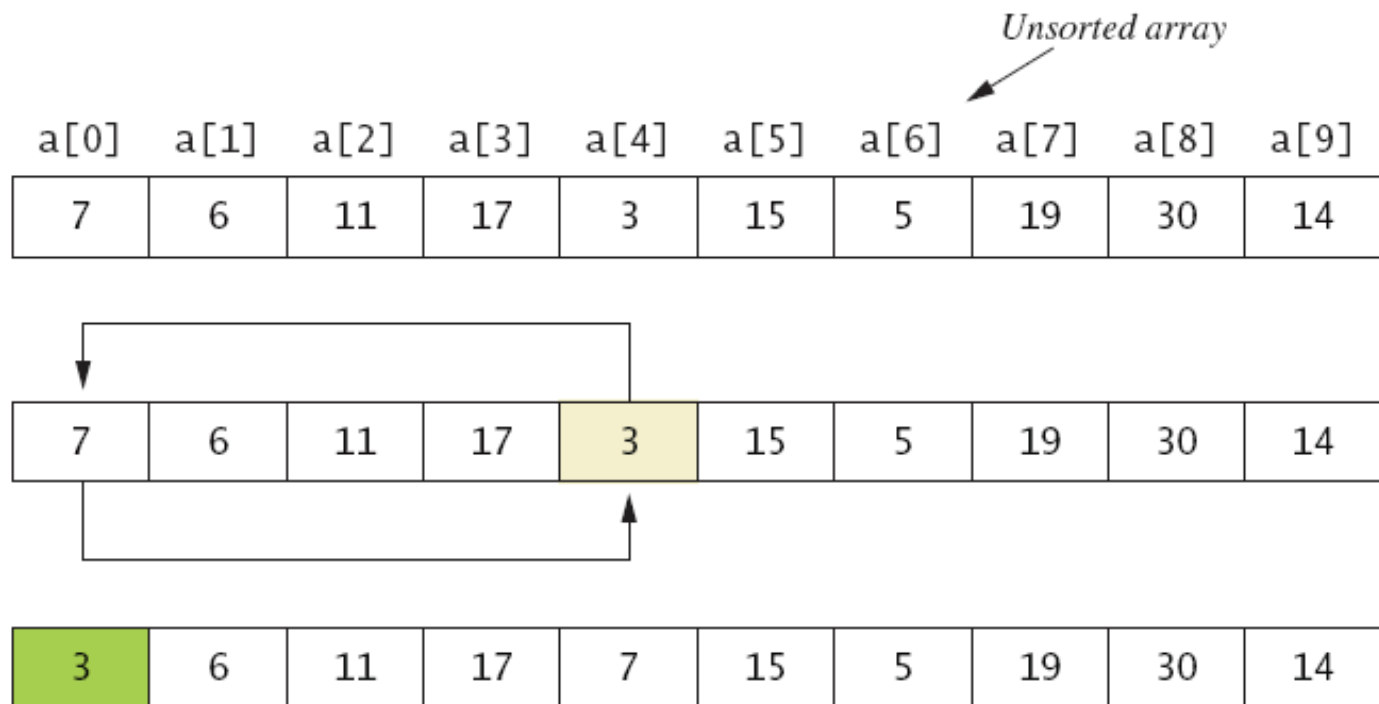 Unsorted array
a[0] a[1] a[2] a[3] a[4] a[5] a[6] a[7] a[8] a[9]
7 6 11 17 3 15 5 19 30 14
7 6 11 17 3 15 5 19 30 14
3 6 11 17 7 15 5 19 30 14